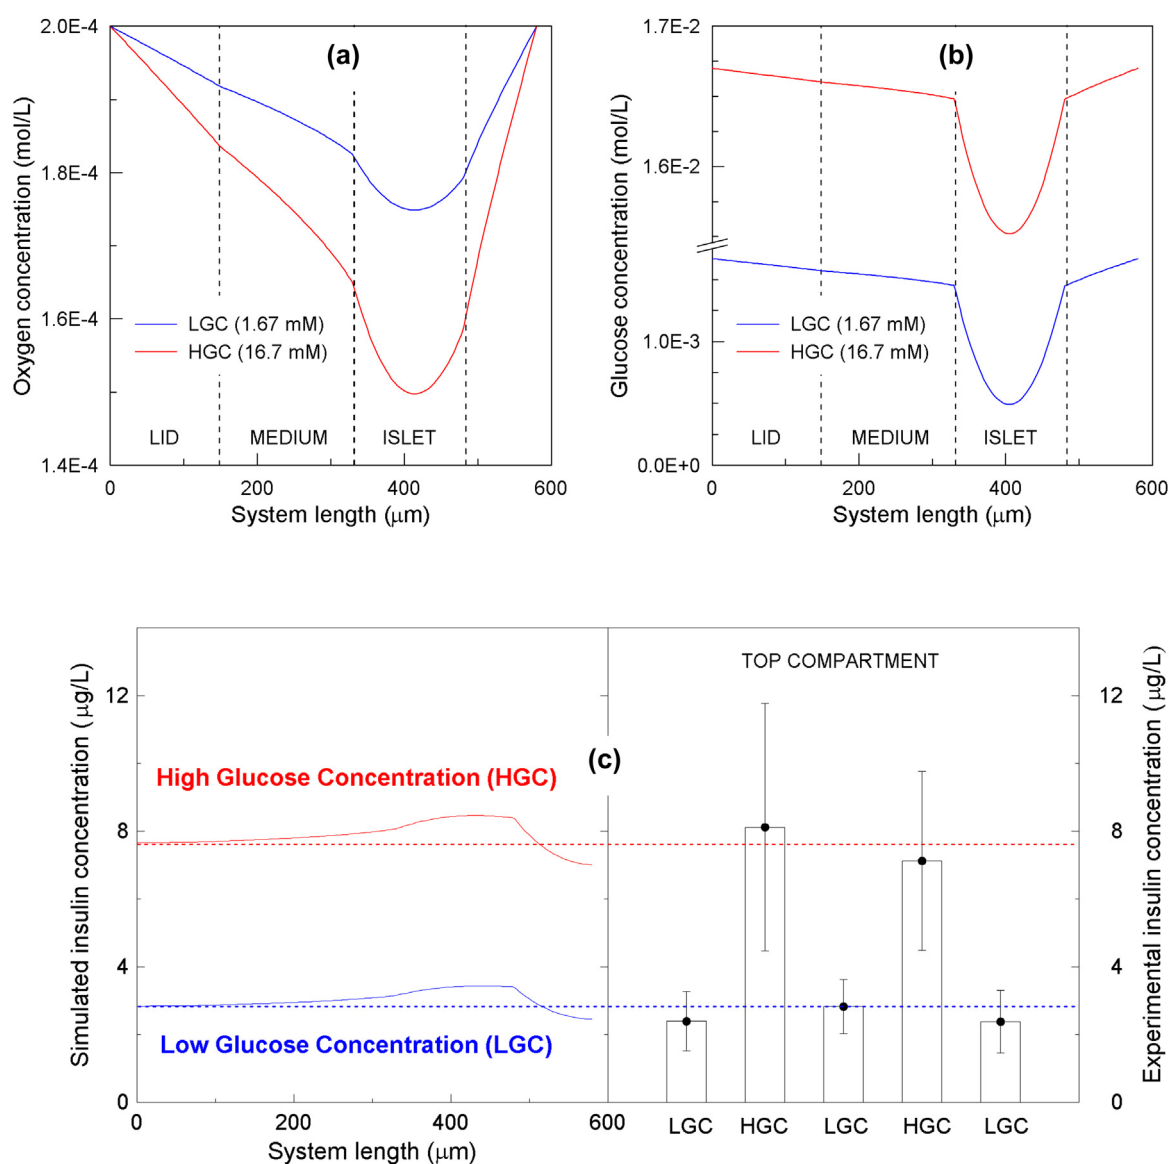 (a)
Oxygen concentration (mol/L)
2.0E-4
1.8E-4
1.6E-4
1.4E-4
LGC (1.67 mM)
HGC (16.7 mM)
LID MEDIUM ISLET
0 200 400 600
System length (μm)
(b)
Glucose concentration (mol/L)
1.7E-2
1.6E-2
1.0E-3
0.0E+0
LGC (1.67 mM)
HGC (16.7 mM)
LID MEDIUM ISLET
0 200 400 600
System length (μm)
(c)
Simulated insulin concentration ( μg/L)
12
8
4
0
High Glucose Concentration (HGC)
Low Glucose Concentration (LGC)
0 200 400 600
System length (μm)
TOP COMPARTMENT
LGC HGC LGC HGC LGC
12
8
4
0
Experimental insulin concentration ( μg/L)